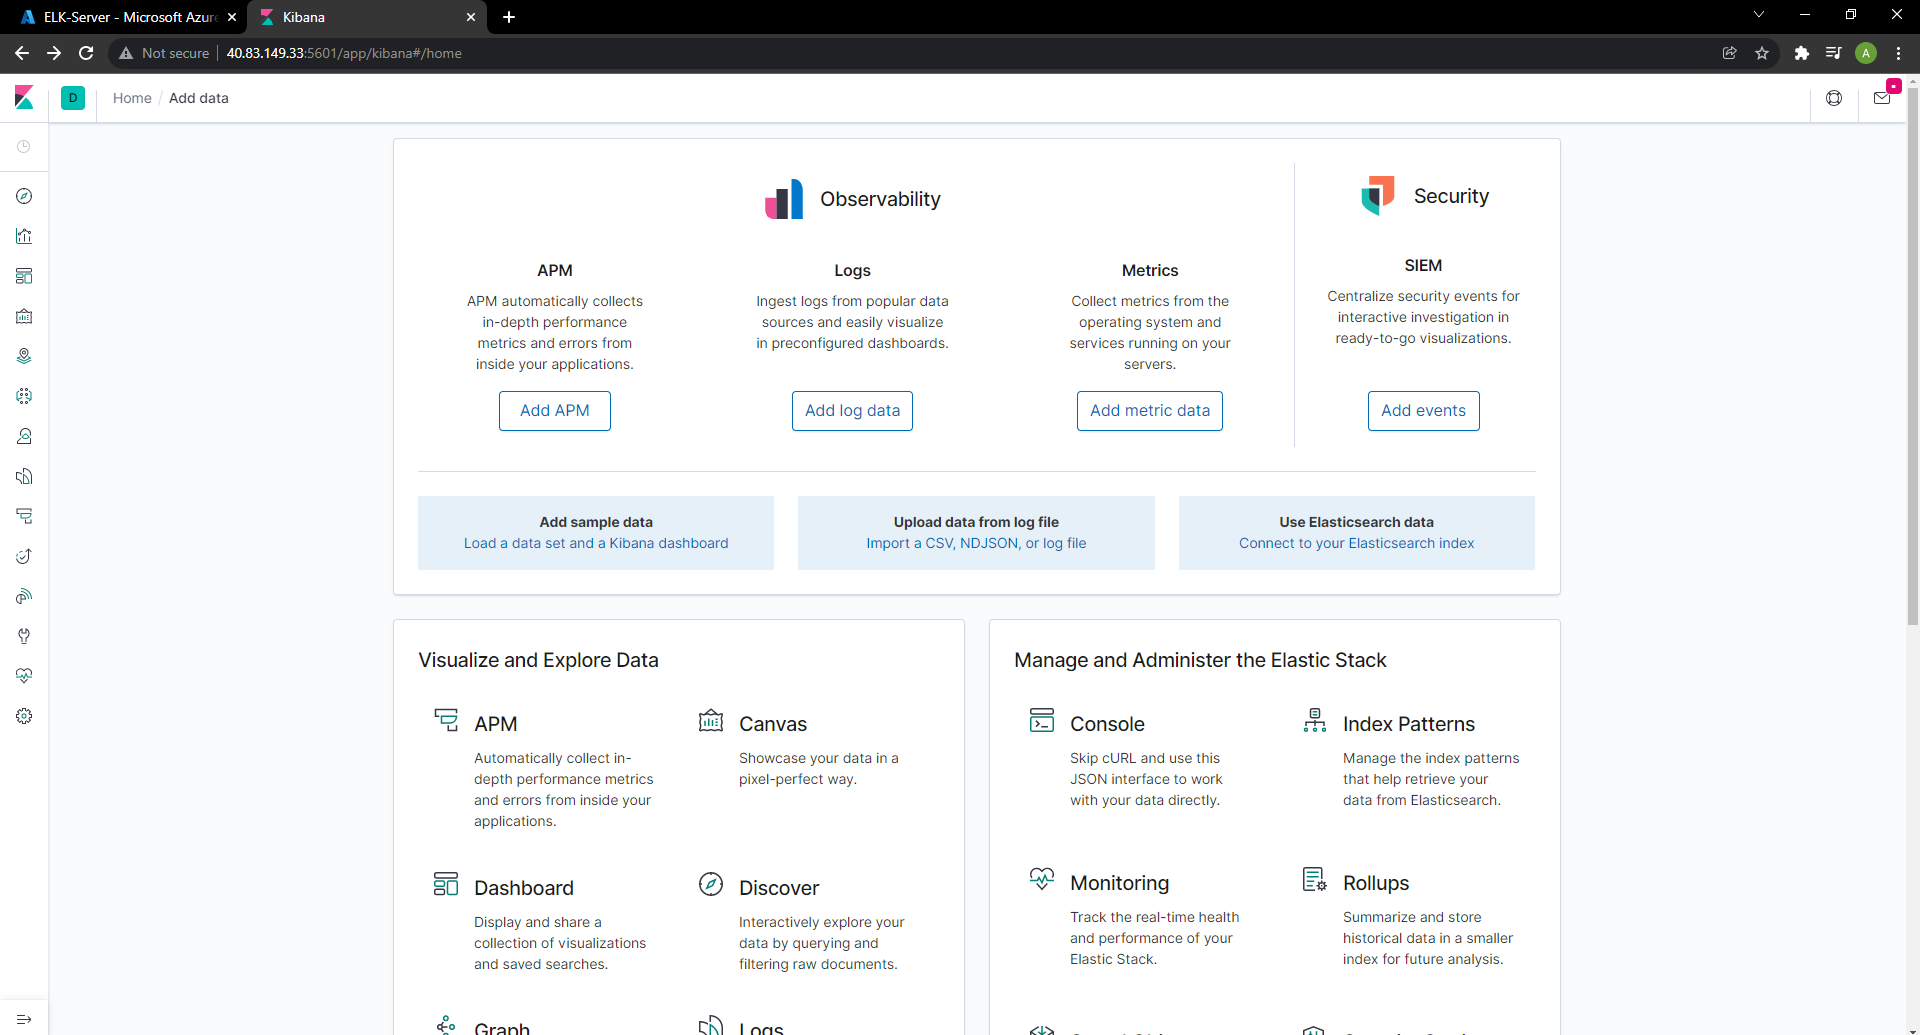 ELK-Server - Microsoft Azure
Kibana
Not secure
40.83.149.33:5601/app/kibana#/home
A
D
Home / Add data
Observability
APM
APM automatically collects
in-depth performance
metrics and errors from
inside your applications.
Add APM
Logs
Ingest logs from popular data
sources and easily visualize
in preconfigured dashboards.
Add log data
Metrics
Collect metrics from the
operating system and
services running on your
servers.
Add metric data
Security
SIEM
Centralize security events for
interactive investigation in
ready-to-go visualizations.
Add events
Add sample data
Load a data set and a Kibana dashboard
Upload data from log file
Import a CSV, NDJSON, or log file
Use Elasticsearch data
Connect to your Elasticsearch index
Visualize and Explore Data
APM
Automatically collect in-
depth performance metrics
and errors from inside your
applications.
Canvas
Showcase your data in a
pixel-perfect way.
Dashboard
Display and share a
collection of visualizations
and saved searches.
Discover
Interactively explore your
data by querying and
filtering raw documents.
Graph
Logs
Manage and Administer the Elastic Stack
Console
Skip cURL and use this
JSON interface to work
with your data directly.
Index Patterns
Manage the index patterns
that help retrieve your
data from Elasticsearch.
Monitoring
Track the real-time health
and performance of your
Elastic Stack.
Rollups
Summarize and store
historical data in a smaller
index for future analysis.